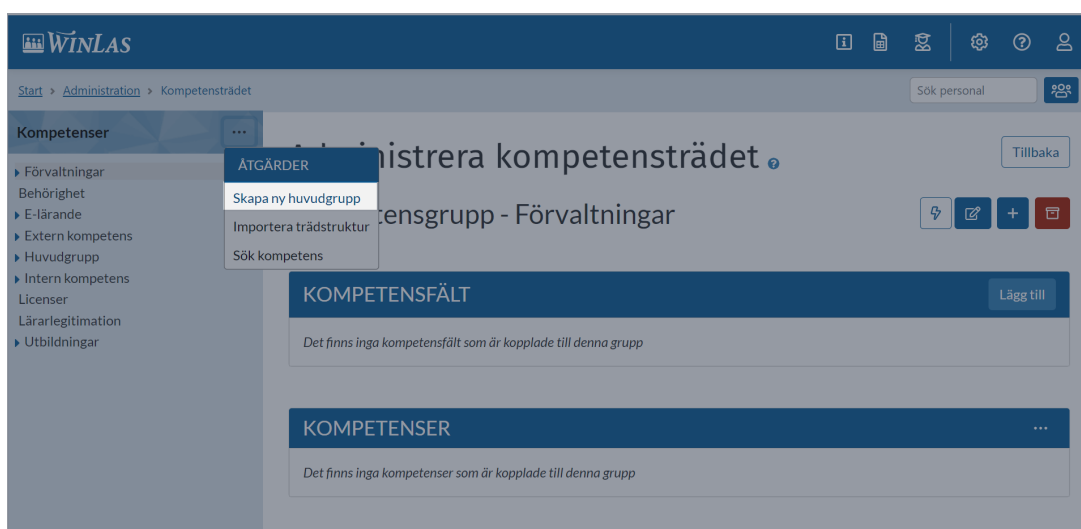 WINLAS
Start > Administration > Kompetensträdet
Sök personal
Kompetenser
...
Förvaltningar
Behörighet
E-lärande
Extern kompetens
Huvudgrupp
Intern kompetens
Licenser
Lärarlegitimation
Utbildningar
ÅTGÄRDER
Skapa ny huvudgrupp
Importera trädstruktur
Sök kompetens
nistrera kompetensträdet
Tillbaka
tensgrupp - Förvaltningar
KOMPETENSFÄLT
Lägg till
Det finns inga kompetensfält som är kopplade till denna grupp
KOMPETENSER
...
Det finns inga kompetenser som är kopplade till denna grupp